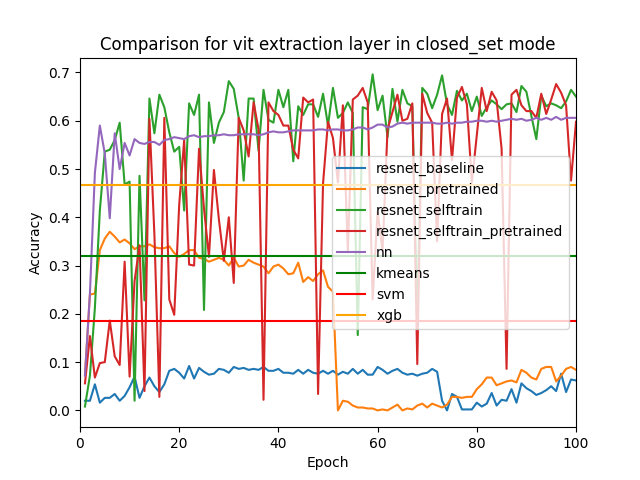 Comparison for vit extraction layer in closed_set mode
0.7
0.6
0.5
0.4
0.3
0.2
0.1
0.0
Accuracy
resnet_baseline
resnet_pretrained
resnet_selftrain
resnet_selftrain_pretrained
nn
kmeans
svm
xgb
0 20 40 60 80 100
Epoch